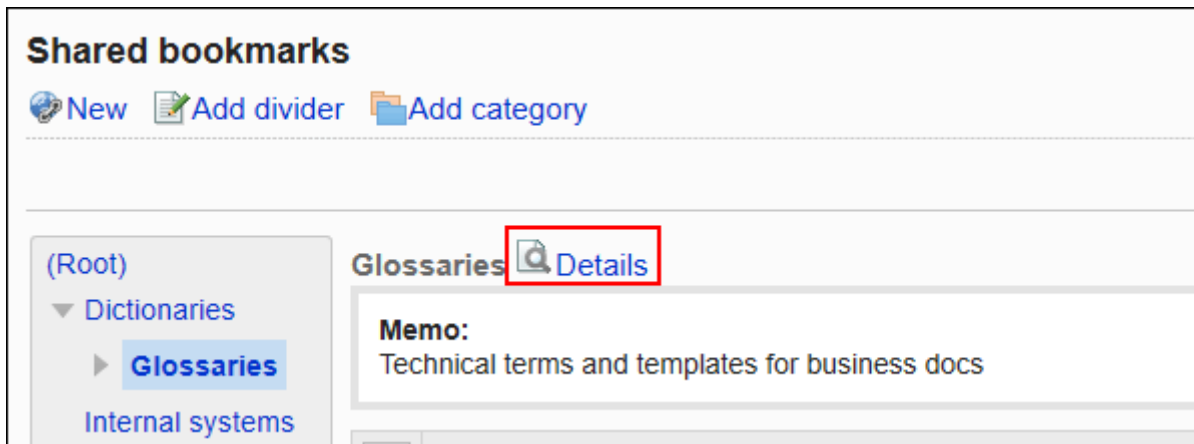 Shared bookmarks
New Add divider Add category
(Root)
Dictionaries
Glossaries
Internal systems
Glossaries Details
Memo:
Technical terms and templates for business docs